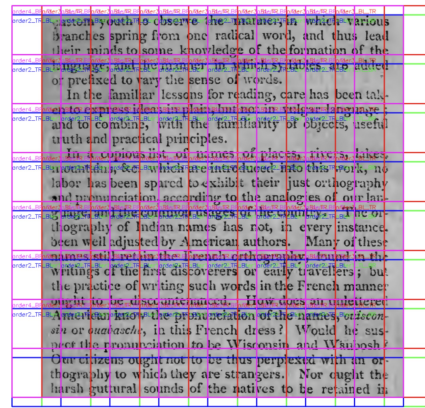 custom youth to observe the manner, in which various
branches spring from one radical word, and thus lead
their minds to some knowledge of the formation of the
language and the manner in which syllables are added
or prefixed to vary the sense of words.
In the familiar lessons for reading, care has been tak-
en to express ideas in plain, but not in vulgar language;
and to combine, with the familiarity of objects, useful
truth and practical principles.
In a copious list of names of places, rivers, lakes,
mountains, &c. which are introduced into this work, no
labor has been spared to exhibit their just orthography
and pronunciation according to the analogies of our lan-
guage and the common usages of the country. The or-
thography of Indian names has not, in every instance
been well adjusted by American authors. Many of these
names still retain the French orthography, found in the
writings of the first discoverers or early travellers; but
the practice of writing such words in the French manner
ought to be discountenanced. How does an unlettered
American know the pronunciation of the names, ouiscon-
sin or ouabasche, in this French dress? Would he sus-
pect the pronunciation to be Wisconsin and Waubosh?
Our citizens ought not to be thus perplexed with an or-
thography to which they are strangers. Nor ought the
harsh guttural sounds of the natives to be retained in